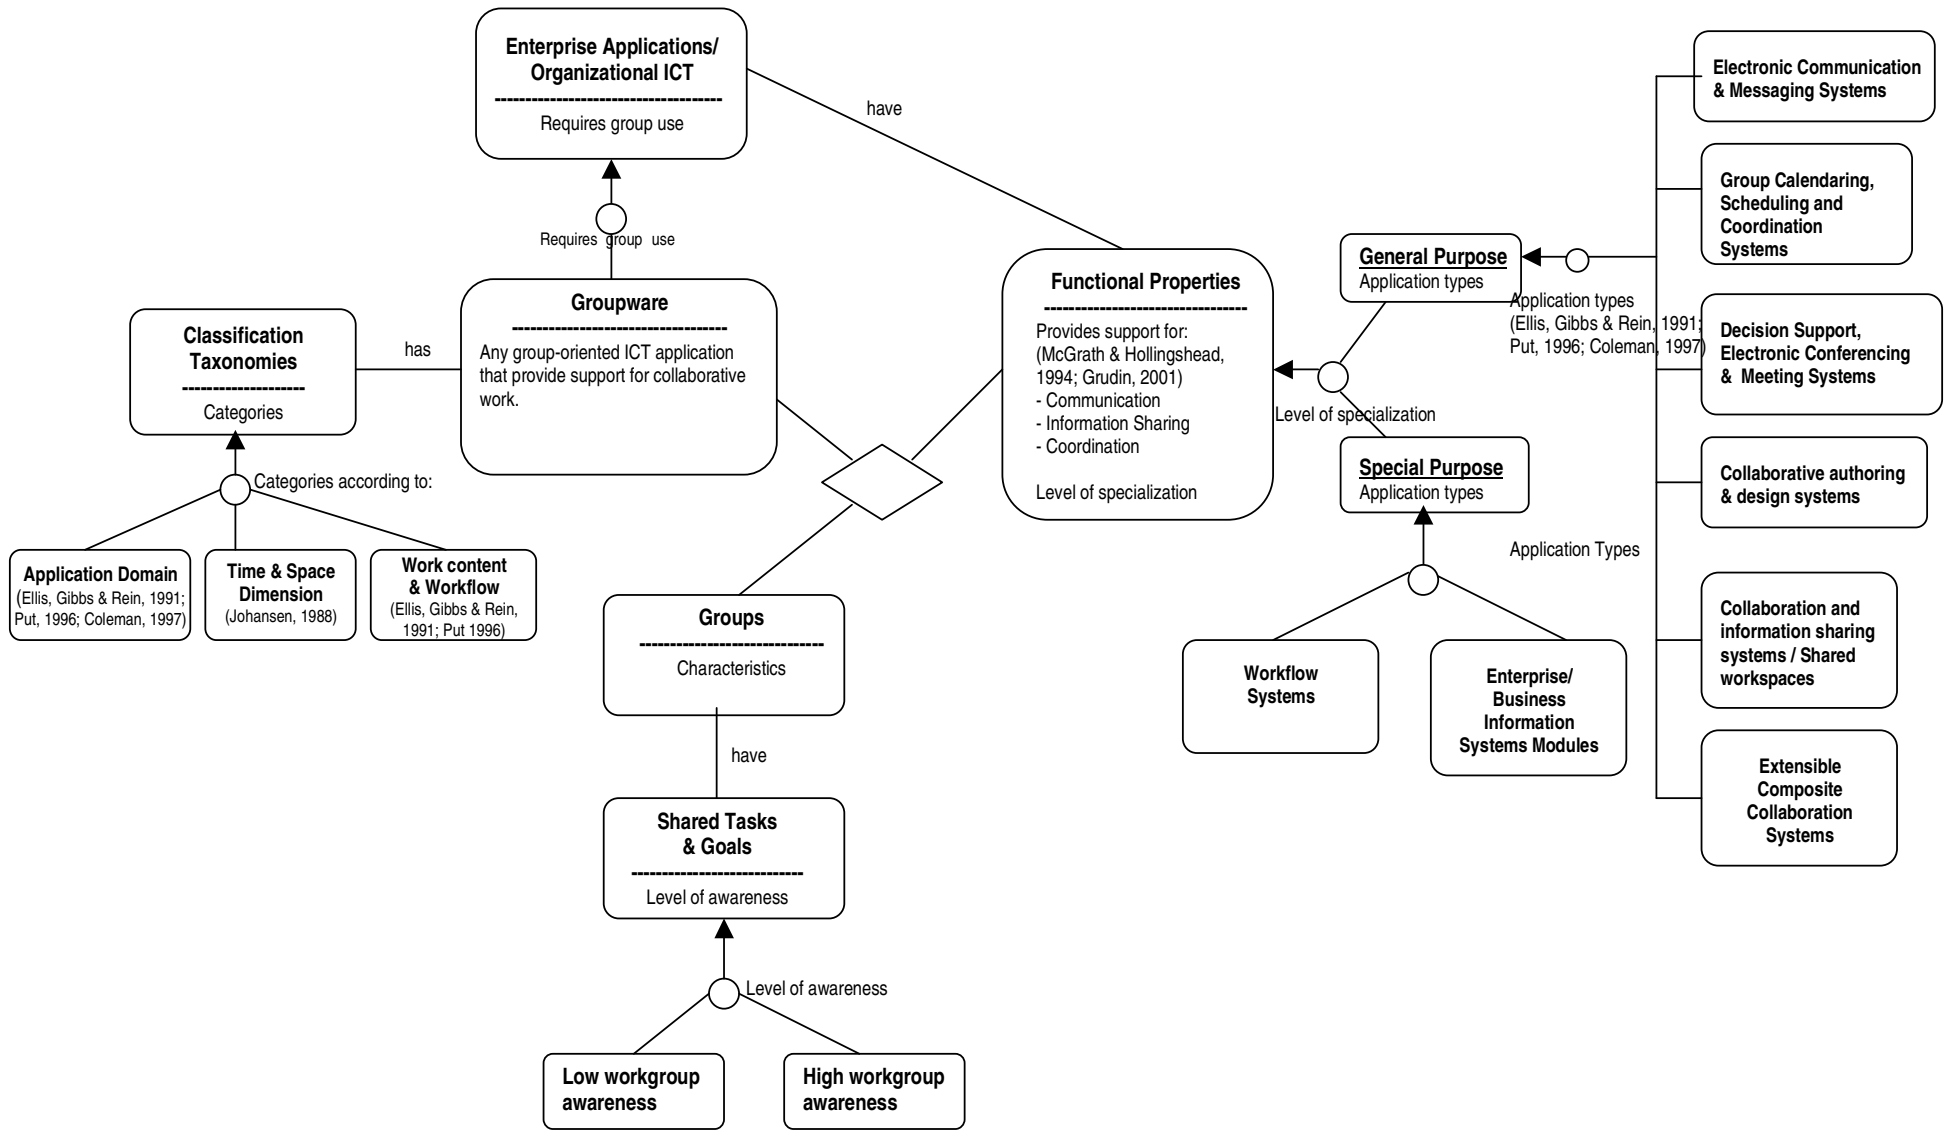 Enterprise Applications/
Organizational ICT
-------------------------------------
Requires group use
have
Requires group use
Groupware
-----------------------------------
Any group-oriented ICT application
that provide support for collaborative
work.
has
Classification
Taxonomies
--------------------
Categories
Categories according to:
Application Domain
(Ellis, Gibbs & Rein, 1991;
Put, 1996; Coleman, 1997)
Time & Space
Dimension
(Johansen, 1988)
Work content
& Workflow
(Ellis, Gibbs & Rein,
1991; Put 1996)
Groups
------------------------------
Characteristics
have
Shared Tasks
& Goals
----------------------------
Level of awareness
Level of awareness
Low workgroup
awareness
High workgroup
awareness
Functional Properties
---------------------------------
Provides support for:
(McGrath & Hollingshead,
1994; Grudin, 2001)
- Communication
- Information Sharing
- Coordination
Level of specialization
Level of specialization
General Purpose
Application types
Application types
(Ellis, Gibbs & Rein, 1991;
Put, 1996; Coleman, 1997)
Special Purpose
Application types
Application Types
Workflow
Systems
Enterprise/
Business
Information
Systems Modules
Electronic Communication
& Messaging Systems
Group Calendaring,
Scheduling and
Coordination
Systems
Decision Support,
Electronic Conferencing
& Meeting Systems
Collaborative authoring
& design systems
Collaboration and
information sharing
systems / Shared
workspaces
Extensible
Composite
Collaboration
Systems